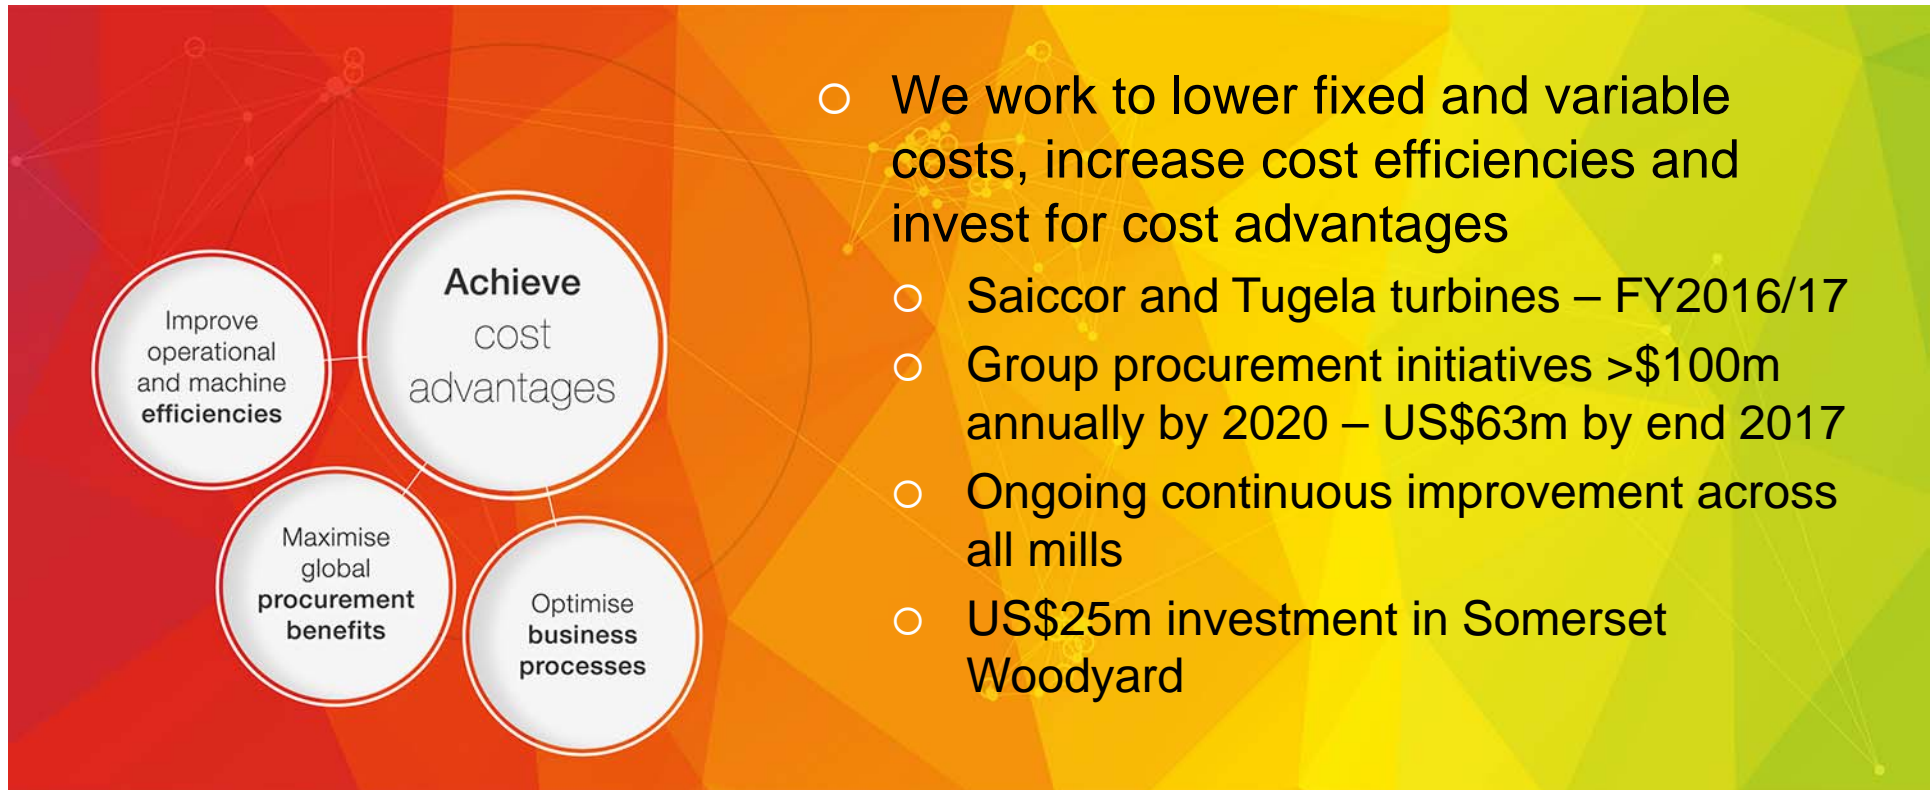 Achieve
cost
advantages
Improve
operational
and machine
efficiencies
Maximise
global
procurement
benefits
Optimise
business
processes
We work to lower fixed and variable
costs, increase cost efficiencies and
invest for cost advantages
Saiccor and Tugela turbines – FY2016/17
Group procurement initiatives >$100m
annually by 2020 – US$63m by end 2017
Ongoing continuous improvement across
all mills
US$25m investment in Somerset
Woodyard